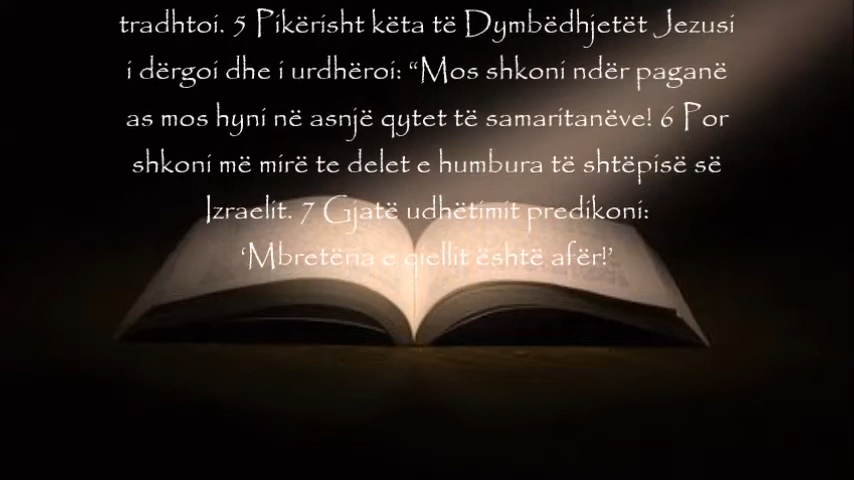 tradhtoi. 5 Pikërisht këta të Dymbëdhjetët Jezusi
i dërgoi dhe i urdhëroi: “Mos shkoni ndër paganë
as mos hyni në asnjë qytet të samaritanëve! 6 Por
shkoni më mirë te delet e humbura të shtëpisë së
Izraelit. 7 Gjatë udhëtimit predikoni:
‘Mbretëria e qiellit është afër!’